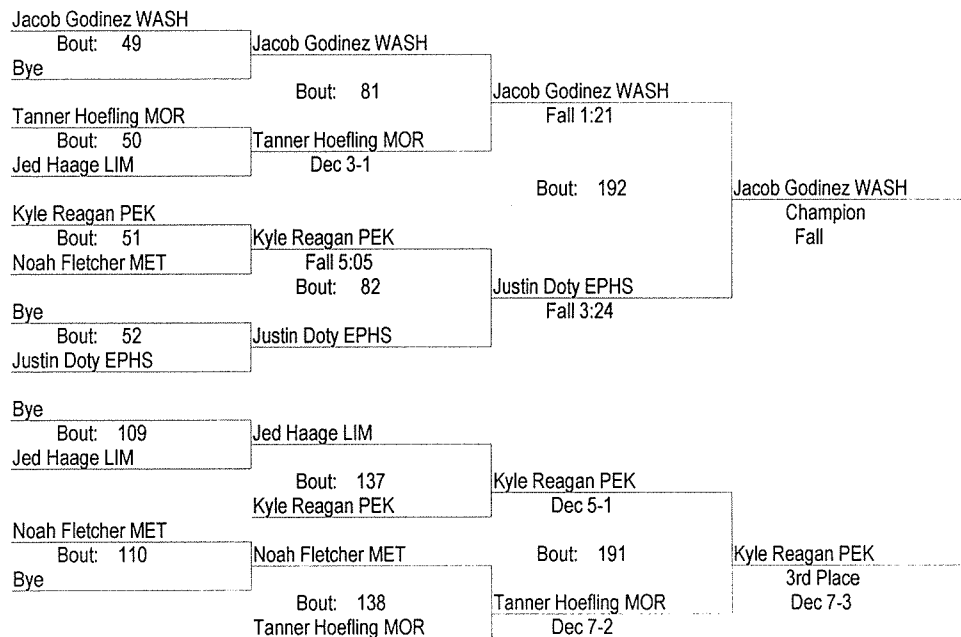 Jacob Godinez WASH
Bout: 49
Bye
Jacob Godinez WASH
Bout: 81
Tanner Hoefling MOR
Bout: 50
Jed Haage LIM
Tanner Hoefling MOR
Dec 3-1
Jacob Godinez WASH
Fall 1:21
Kyle Reagan PEK
Bout: 51
Noah Fletcher MET
Kyle Reagan PEK
Fall 5:05
Bout: 82
Bye
Bout: 52
Justin Doty EPHS
Justin Doty EPHS
Justin Doty EPHS
Fall 3:24
Bout: 192
Jacob Godinez WASH
Champion
Fall
Bye
Bout: 109
Jed Haage LIM
Jed Haage LIM
Bout: 137
Kyle Reagan PEK
Kyle Reagan PEK
Dec 5-1
Noah Fletcher MET
Bout: 110
Bye
Noah Fletcher MET
Bout: 138
Tanner Hoefling MOR
Tanner Hoefling MOR
Dec 7-2
Bout: 191
Kyle Reagan PEK
3rd Place
Dec 7-3